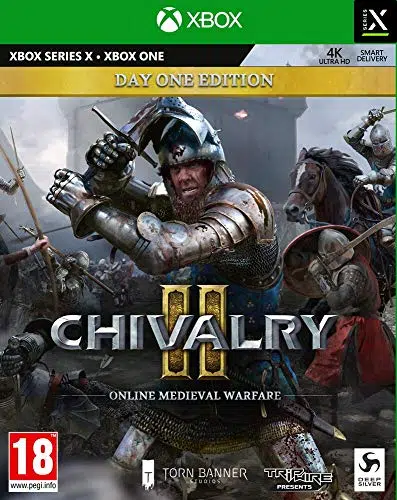 XBOX
XBOX SERIES X • XBOX ONE
4K
ULTRA HD
SMART
DELIVERY
SERIES X
DAY ONE EDITION
II
CHIVALRY
ONLINE MEDIEVAL WARFARE
18
www.pegi.info
TORN BANNER
STUDIOS
TRIPWIRE
PRESENTS
DEEP
SILVER